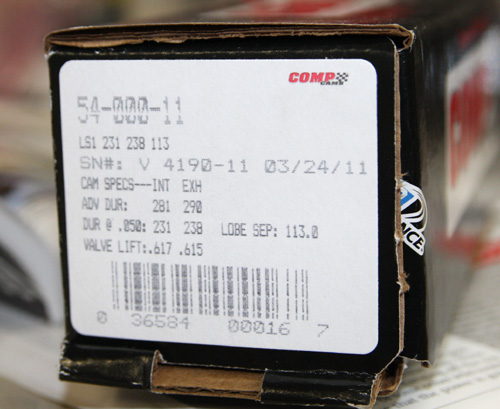 COMP
CAMS
54-000-11
LS1 231 238 113
SN#: V 4190-11 03/24/11
CAM SPECS---INT EXH
ADV DUR: 281 290
DUR @ .050: 231 238 LOBE SEP: 113.0
VALVE LIFT:.617 .615
0 36584 00016 7